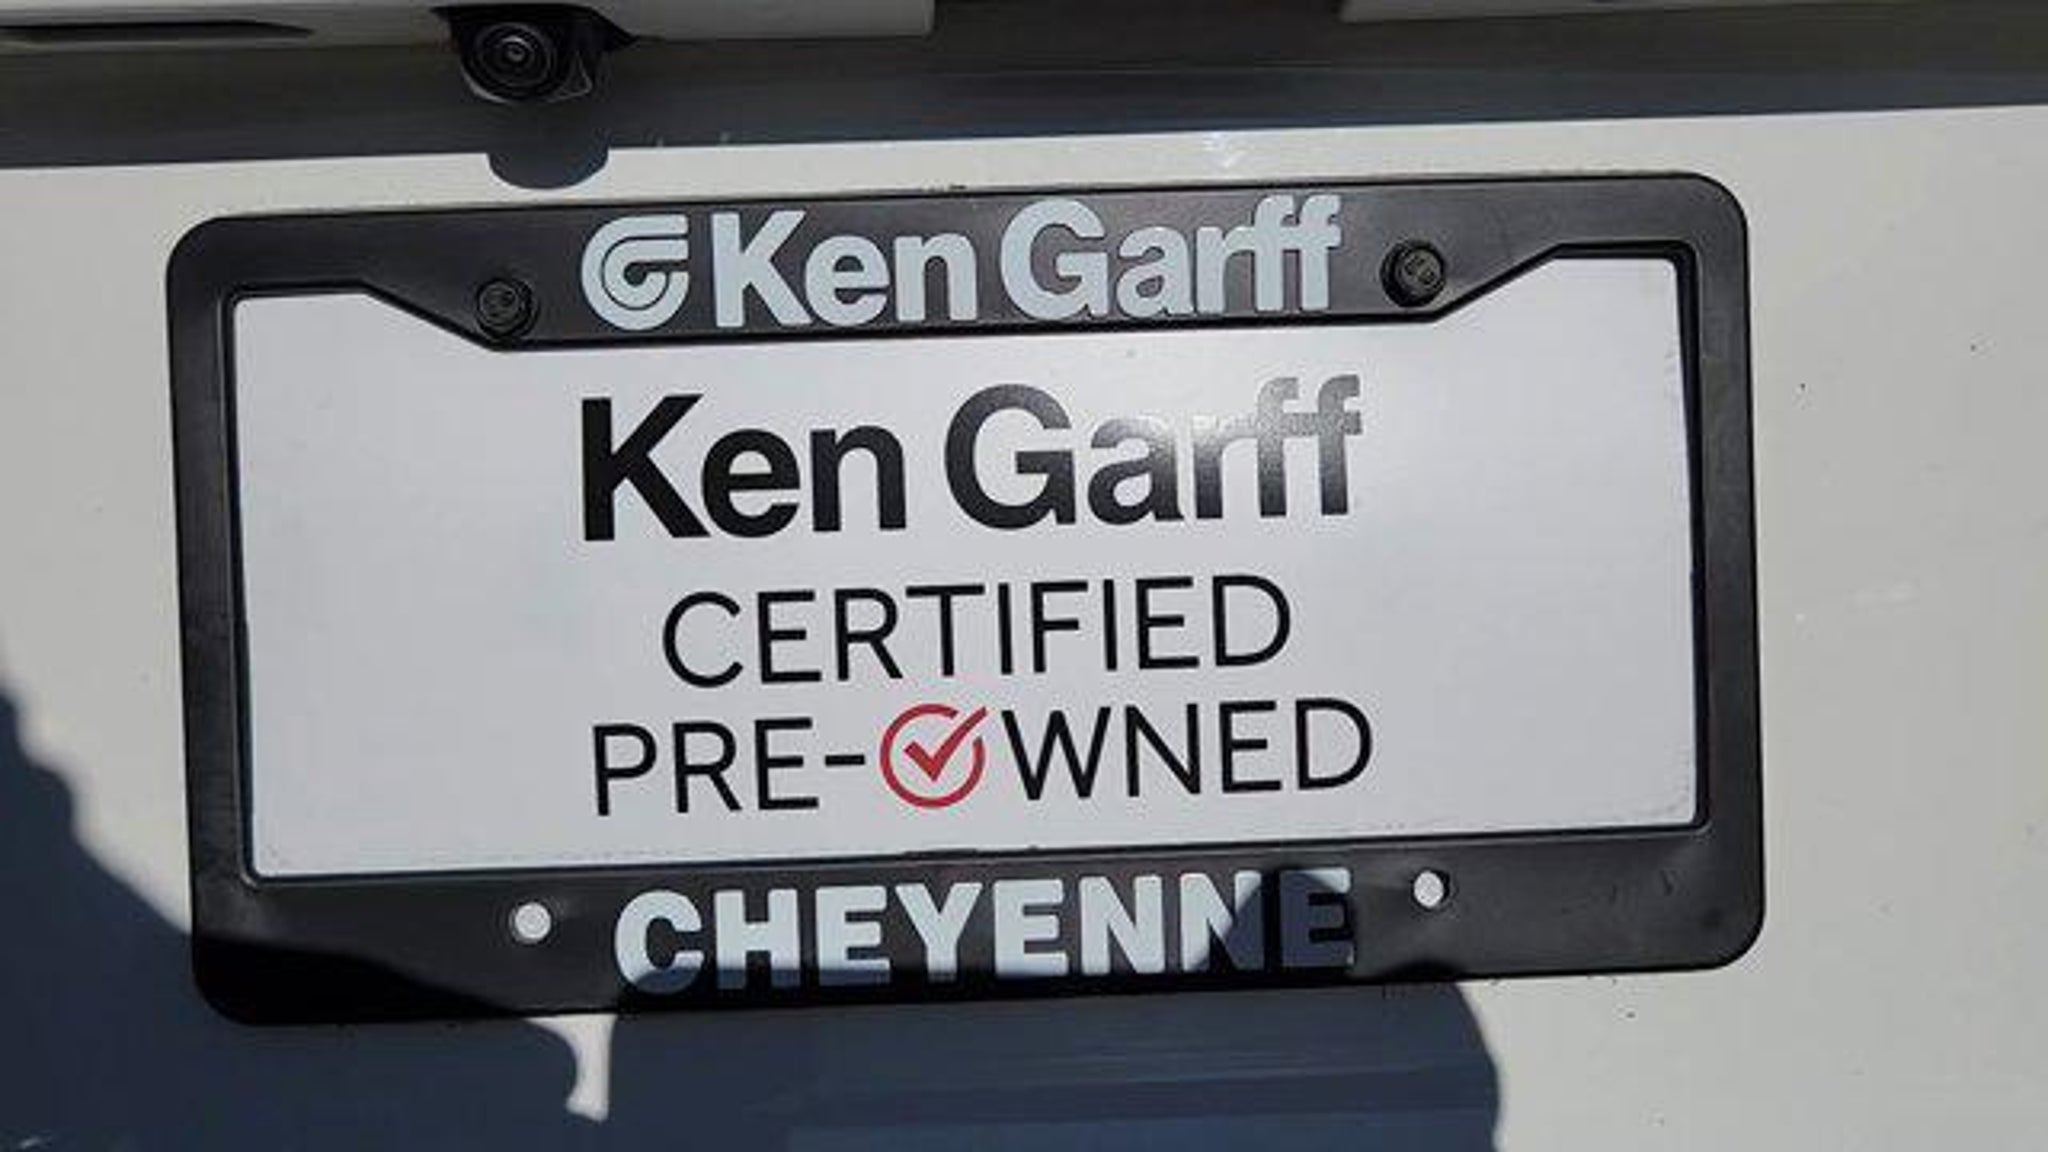 Ken Garff
Ken Garff
CERTIFIED
PRE-OWNED
CHEYENNE